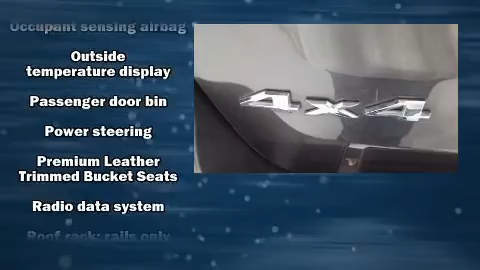 Occupant sensing airbag
Outside
temperature display
Passenger door bin
Power steering
Premium Leather
Trimmed Bucket Seats
Radio data system
Roof rack: rails only
4x4